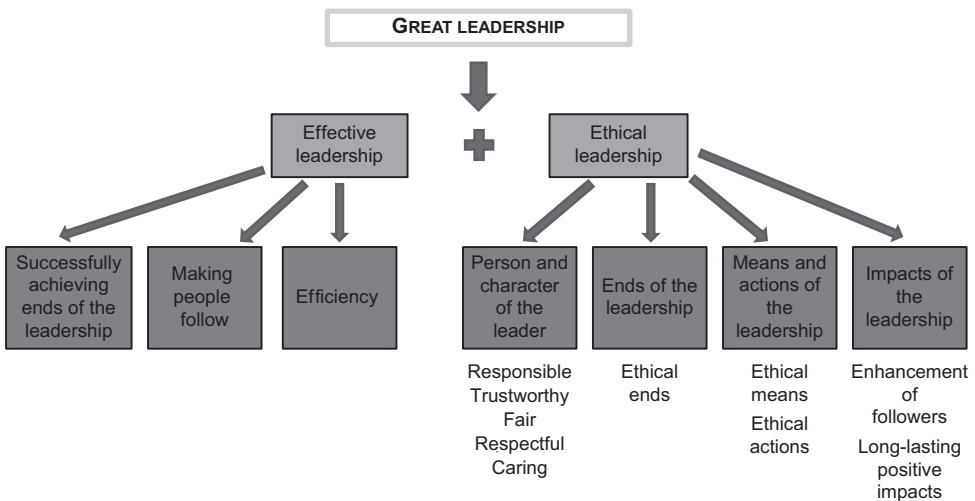 GREAT LEADERSHIP
Effective
leadership
Ethical
leadership
Successfully
achieving
ends of the
leadership
Making
people
follow
Efficiency
Person and
character
of the
leader
Ends of the
leadership
Means and
actions of
the
leadership
Impacts of
the
leadership
Responsible
Trustworthy
Fair
Respectful
Caring
Ethical
ends
Ethical
means
Ethical
actions
Enhancement
of
followers
Long-lasting
positive
impacts